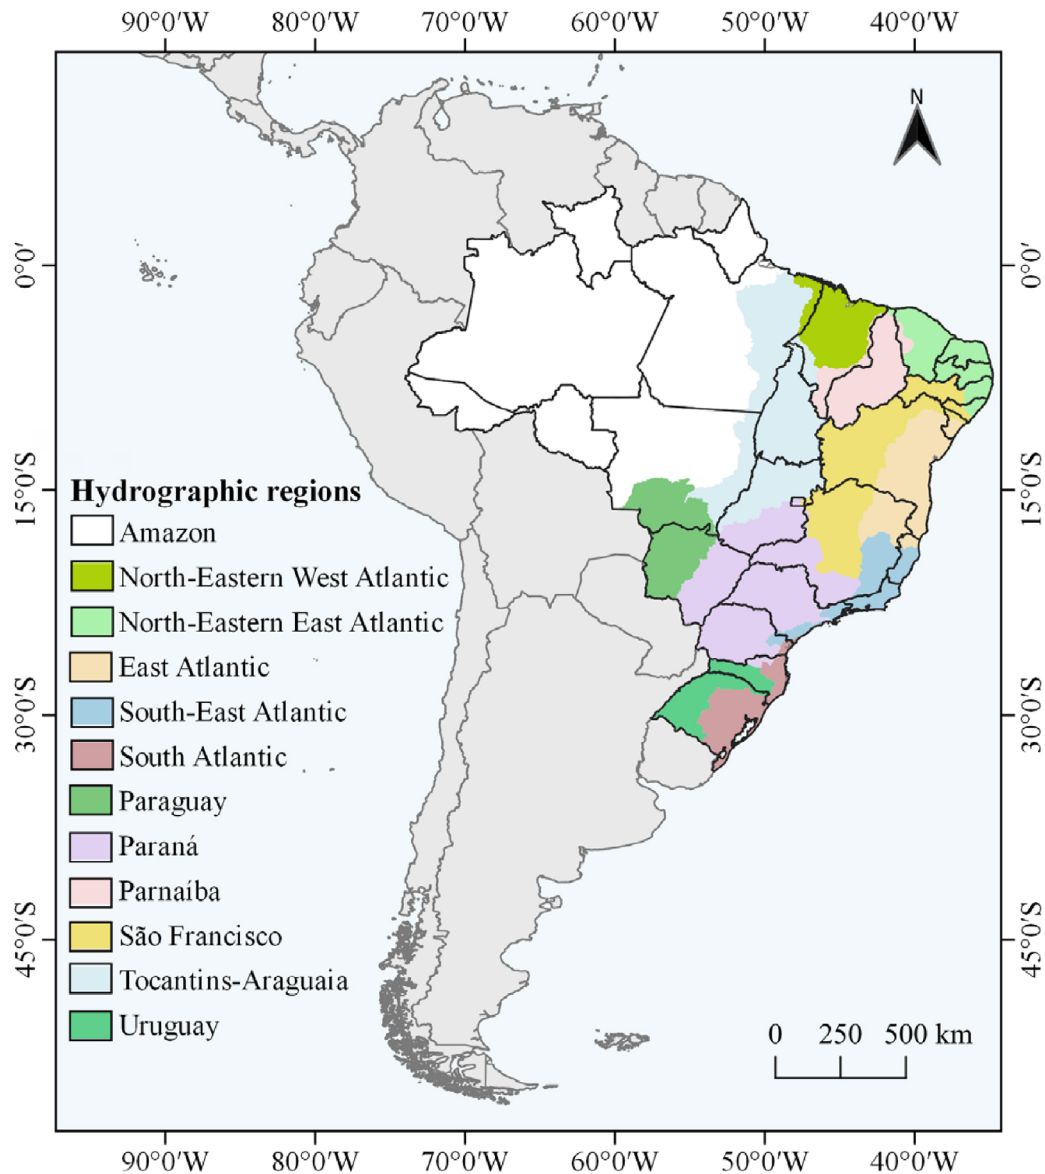 90°0'W 80°0'W 70°0'W 60°0'W 50°0'W 40°0'W
N
0°0' 0°0'
15°0'S 15°0'S
Hydrographic regions
Amazon
North-Eastern West Atlantic
North-Eastern East Atlantic
East Atlantic
South-East Atlantic
30°0'S 30°0'S
South Atlantic
Paraguay
Paraná
Parnaíba
São Francisco
45°0'S 45°0'S
Tocantins-Araguaia
Uruguay
0 250 500 km
90°0'W 80°0'W 70°0'W 60°0'W 50°0'W 40°0'W